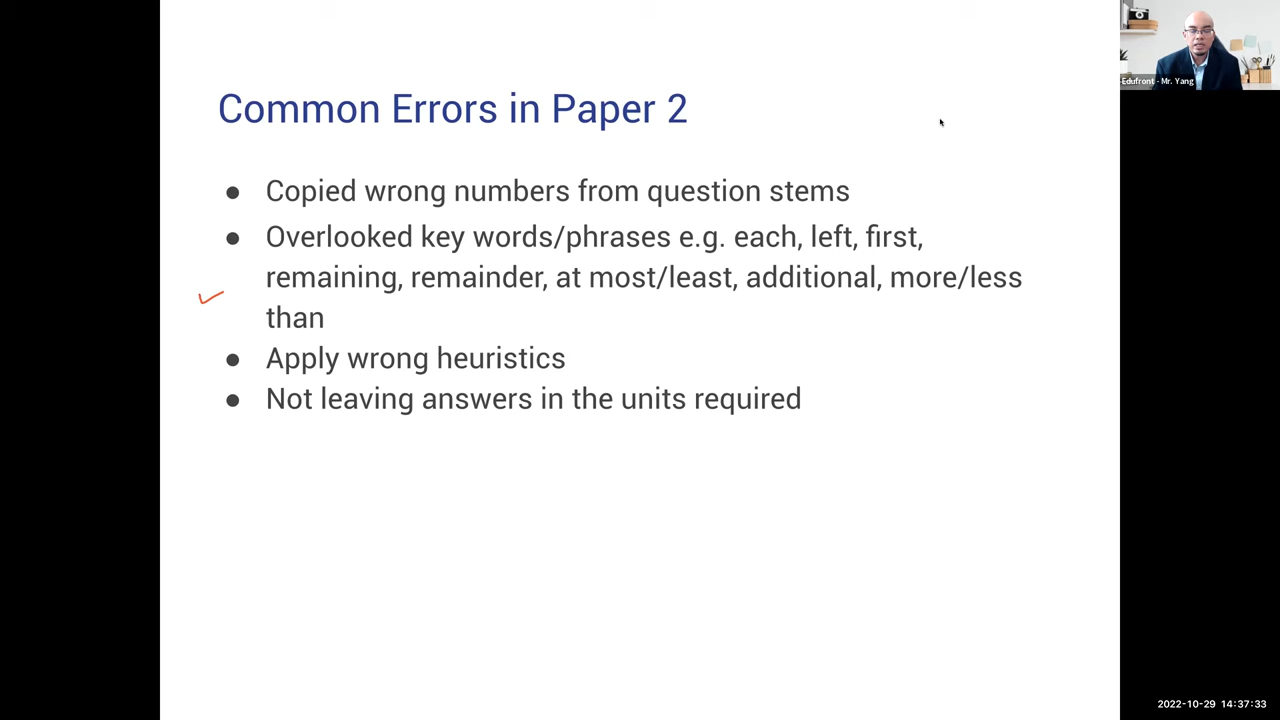 Common Errors in Paper 2
● Copied wrong numbers from question stems
● Overlooked key words/phrases e.g. each, left, first,
remaining, remainder, at most/least, additional, more/less
than
● Apply wrong heuristics
● Not leaving answers in the units required
Edufront - Mr. Yang
2022-10-29 14:37:33